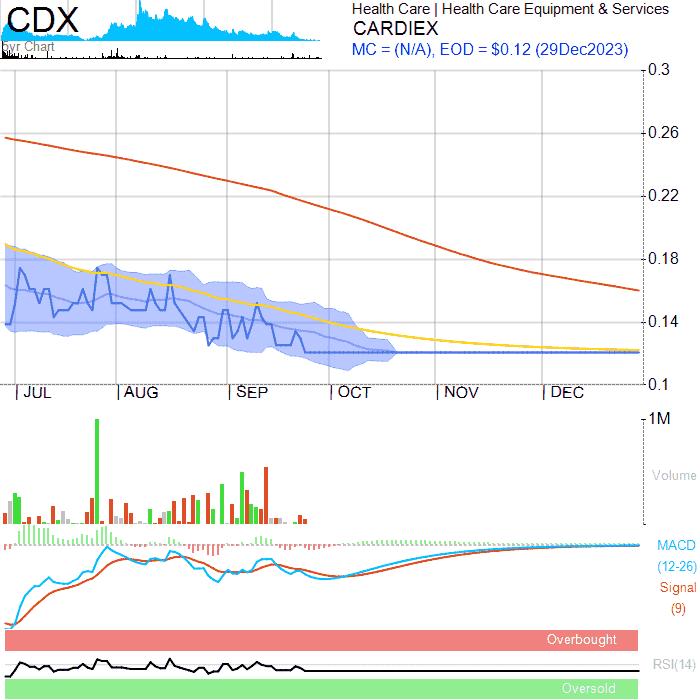 CDX
Health Care | Health Care Equipment & Services
CARDIEX
MC = (N/A), EOD = $0.12 (29Dec2023)
Chart
0.3
0.26
0.22
0.18
0.14
0.1
JUL AUG SEP OCT NOV DEC
1M
Volume
MACD
(12-26)
Signal
(9)
Overbought
RSI(14)
Oversold